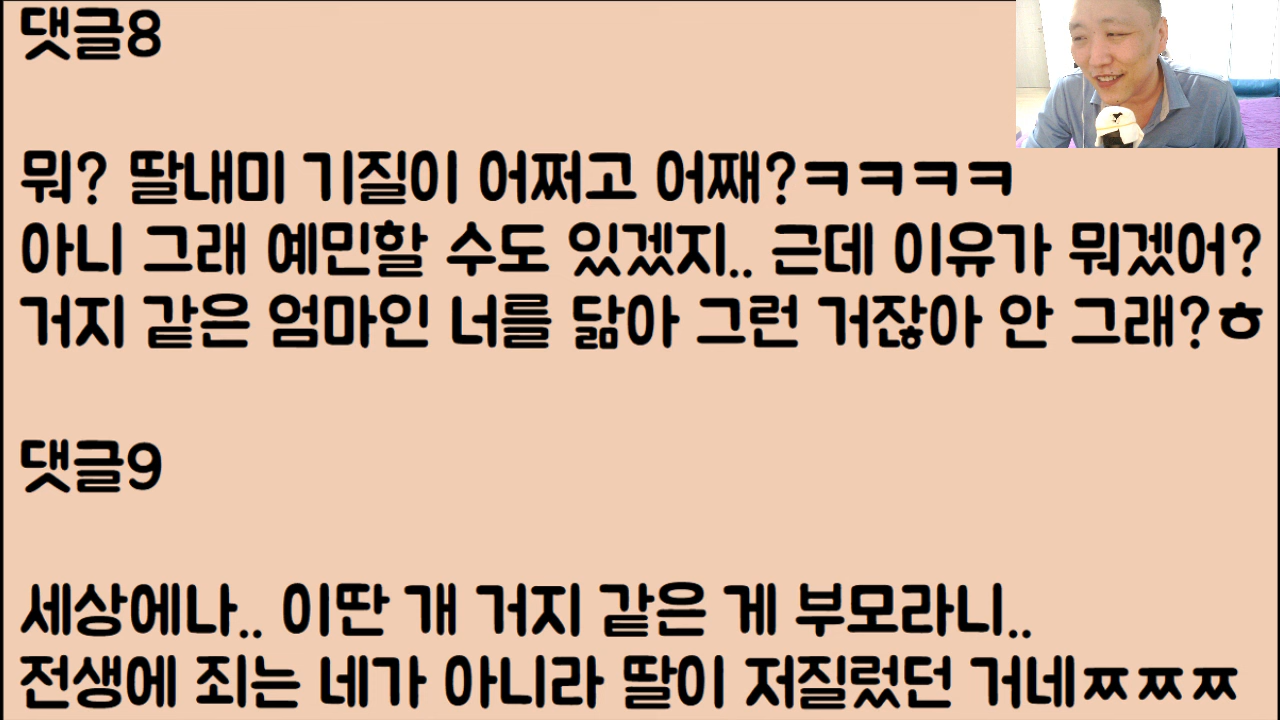 댓글8
뭐? 딸내미 기질이 어쩌고 어째?ㅋㅋㅋㅋ
아니 그래 예민할 수도 있겠지.. 근데 이유가 뭐겠어?
거지 같은 엄마인 너를 닮아 그런 거잖아 안 그래?ㅎ
댓글9
세상에나.. 이딴 개 거지 같은 게 부모라니..
전생에 죄는 네가 아니라 딸이 저질렀던 거네ㅉㅉㅉ